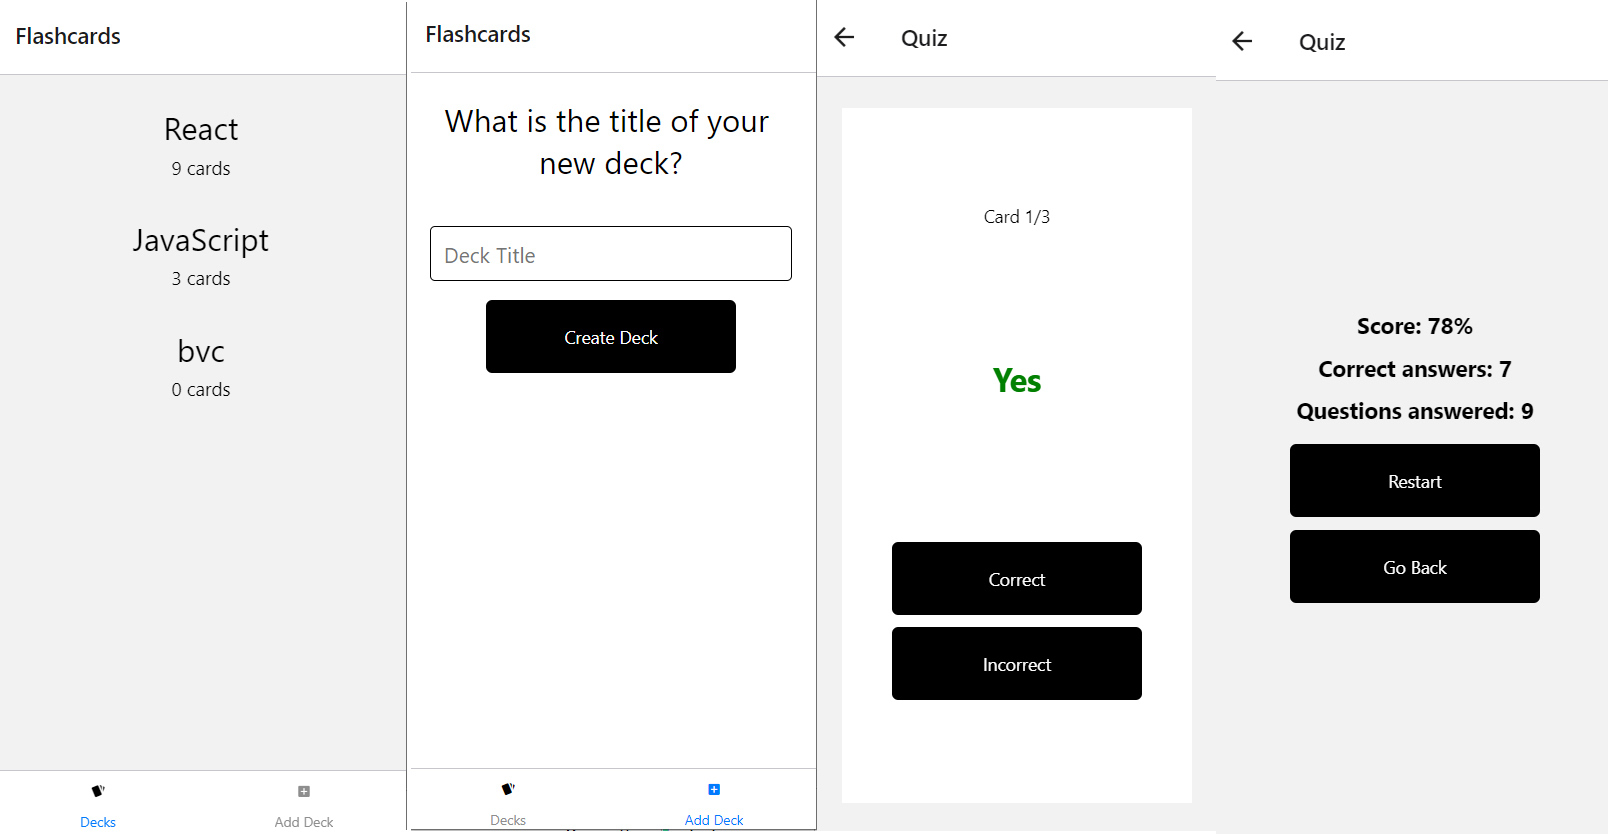 Flashcards
React
9 cards
JavaScript
3 cards
bvc
0 cards
Decks
Add Deck
Flashcards
What is the title of your
new deck?
Deck Title
Create Deck
Decks
Add Deck
Quiz
Card 1/3
Yes
Correct
Incorrect
Quiz
Score: 78%
Correct answers: 7
Questions answered: 9
Restart
Go Back